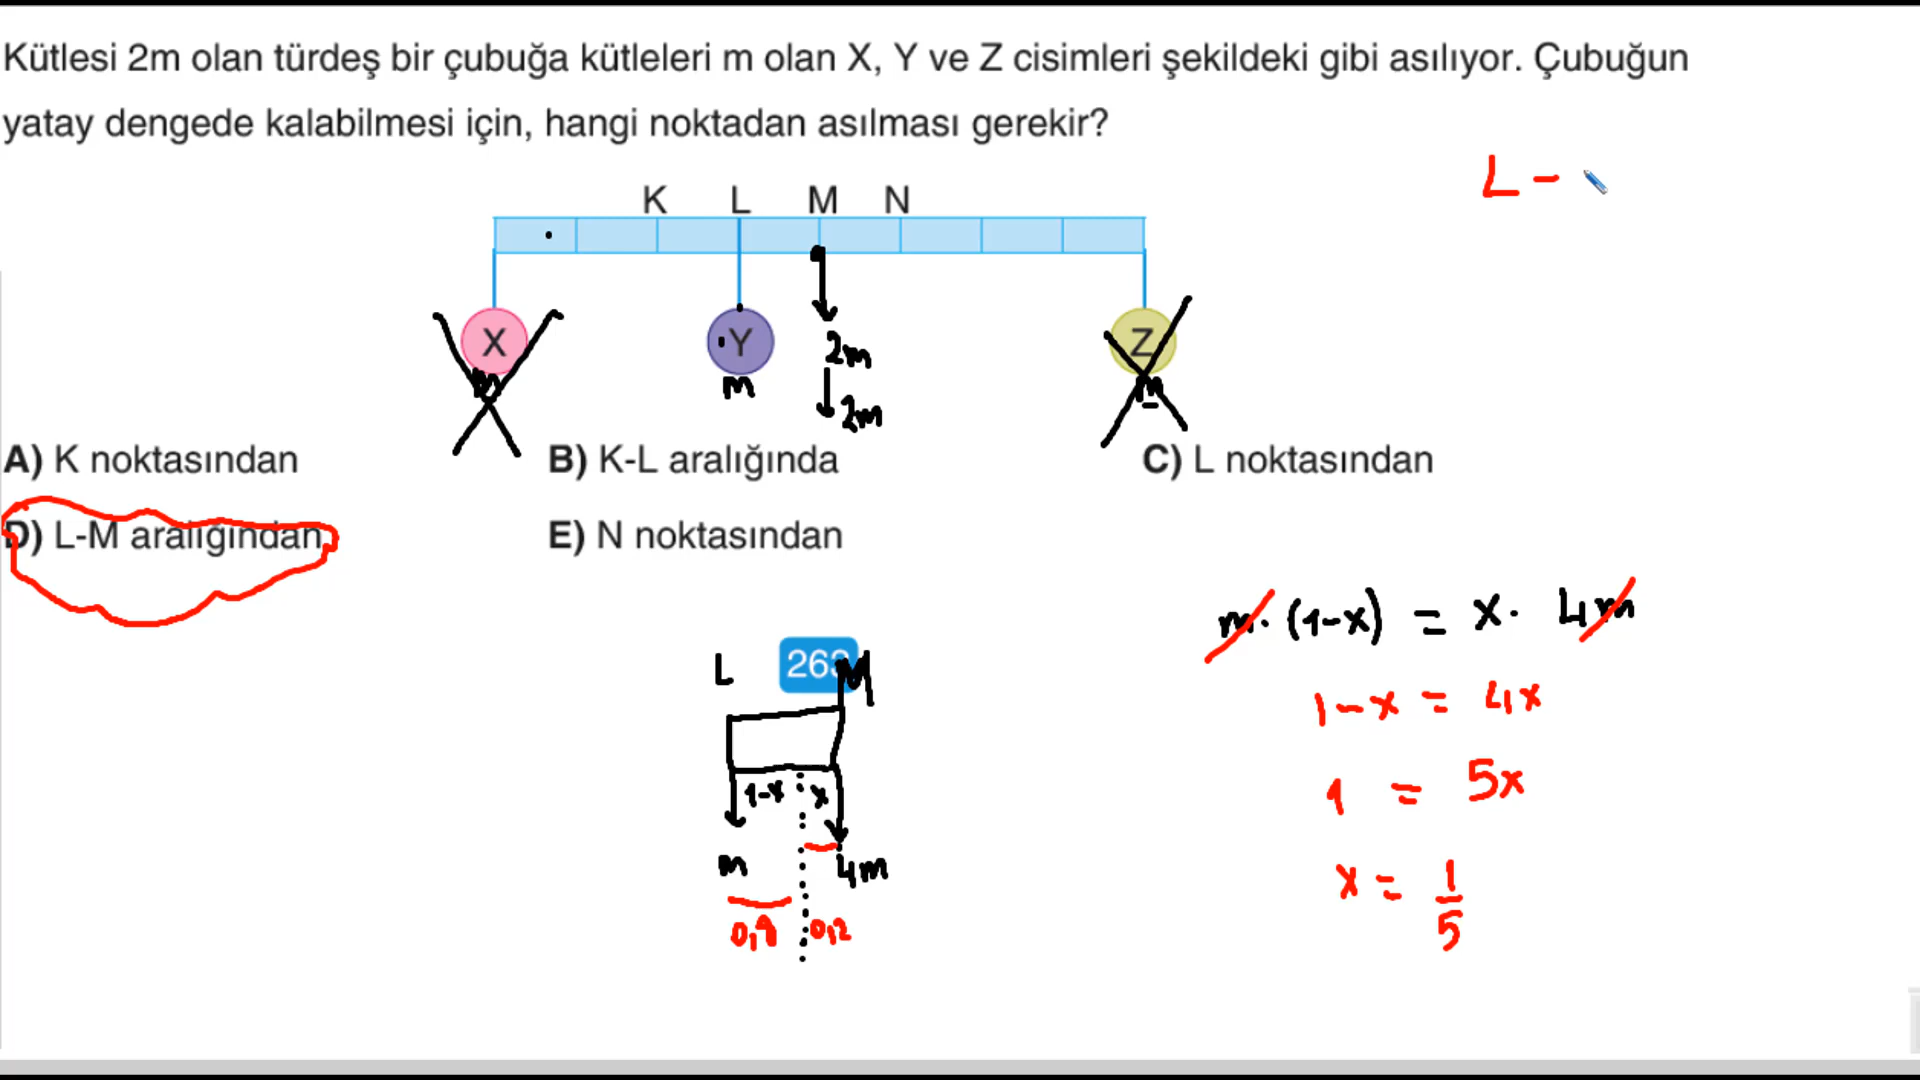 Kütlesi 2m olan türdeş bir çubuğa kütleleri m olan X, Y ve Z cisimleri şekildeki gibi asılıyor. Çubuğun
yatay dengede kalabilmesi için, hangi noktadan asılması gerekir?
L -
K L M N
X Y Z
m m 2m m
2m
A) K noktasından B) K-L aralığında C) L noktasından
D) L-M aralığından E) N noktasından
m. (1-x) = x. 4m
L 263 M
1-x = 4x
1-x x
1 = 5x
m 4m
x = 1/5
0,8 0,2